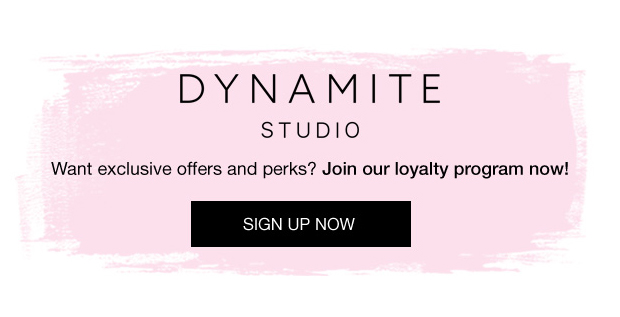 DYNAMITE
STUDIO
Want exclusive offers and perks? Join our loyalty program now!
SIGN UP NOW